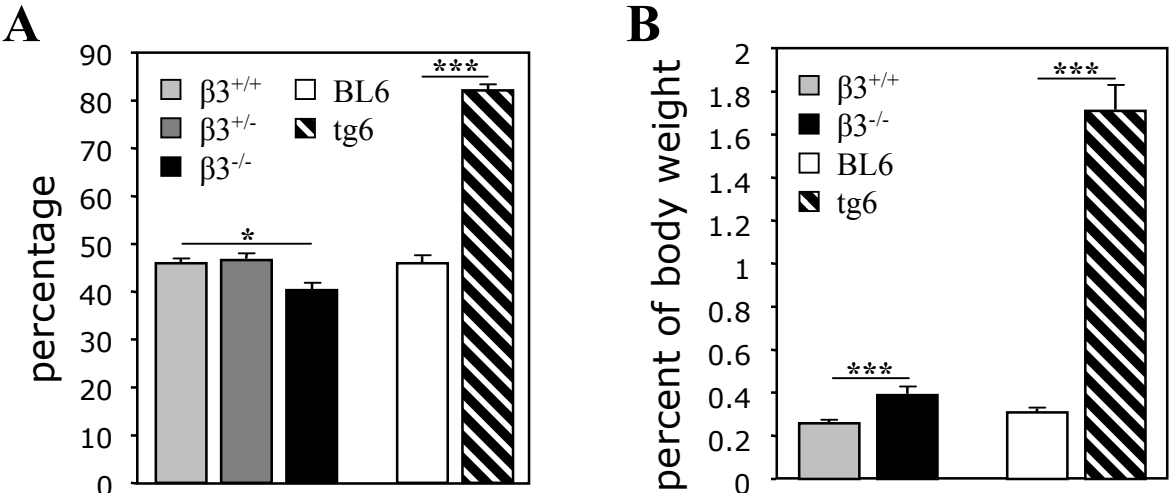 A
percentage
90
80
70
60
50
40
30
20
10
0
β3+/+
β3+/-
β3-/-
BL6
tg6
***
*
B
percent of body weight
2
1.8
1.6
1.4
1.2
1
0.8
0.6
0.4
0.2
0
β3+/+
β3-/-
BL6
tg6
***
***